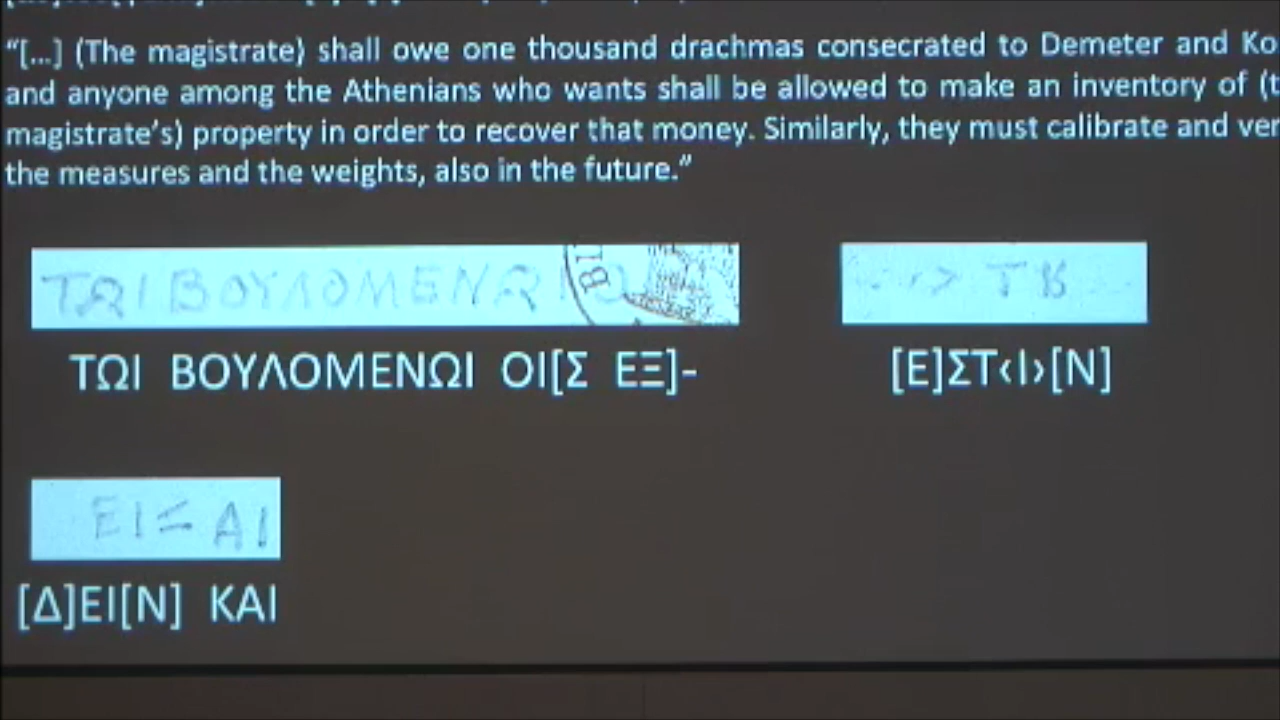 “[...] (The magistrate) shall owe one thousand drachmas consecrated to Demeter and Ko
and anyone among the Athenians who wants shall be allowed to make an inventory of (t
magistrate’s) property in order to recover that money. Similarly, they must calibrate and ver
the measures and the weights, also in the future.”
ΤΩΙΒΟΥΛΟΜΕΝΩΙΟ
ΤΩΙ ΒΟΥΛΟΜΕΝΩΙ ΟΙ[Σ ΕΞ]- [Ε]ΣΤ‹Ι›[Ν]
ΕΙ ΑΙ
[Δ]ΕΙ[Ν] ΚΑΙ